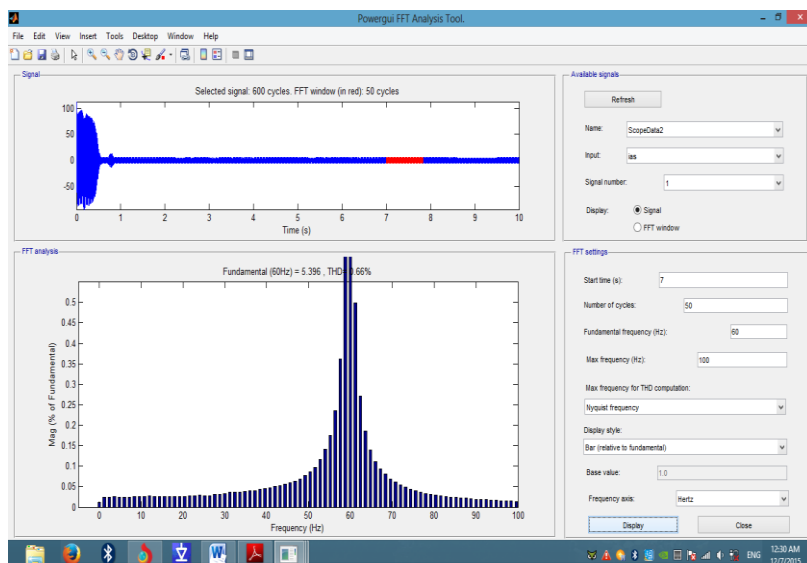 Powergui FFT Analysis Tool.
File Edit View Insert Tools Desktop Window Help
Signal
Selected signal: 600 cycles. FFT window (in red): 50 cycles
100
50
0
-50
0 1 2 3 4 5 6 7 8 9 10
Time (s)
Available signals
Refresh
Name: ScopeData2
Input: ias
Signal number: 1
Display: Signal
FFT window
FFT analysis
Fundamental (60Hz) = 5.396 , THD= .66%
0.5
0.45
0.4
0.35
0.3
0.25
0.2
0.15
0.1
0.05
0
Mag (% of Fundamental)
0 10 20 30 40 50 60 70 80 90 100
Frequency (Hz)
FFT settings
Start time (s): 7
Number of cycles: 50
Fundamental frequency (Hz): 60
Max frequency (Hz): 100
Max frequency for THD computation:
Nyquist frequency
Display style:
Bar (relative to fundamental)
Base value: 1.0
Frequency axis: Hertz
Display Close
ENG 12:30 AM
12/7/2015